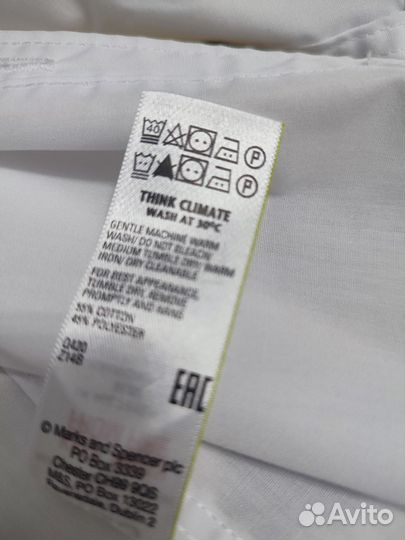 40 P
P
THINK CLIMATE
WASH AT 30°C
GENTLE MACHINE WARM
WASH/ DO NOT BLEACH/
MEDIUM TUMBLE DRY/ WARM
IRON/ DRY CLEANABLE
FOR BEST APPEARANCE,
TUMBLE DRY, REMOVE
PROMPTLY AND HANG
55% COTTON
45% POLYESTER
Z14B
EAC
© Marks and Spencer plc
PO Box 3339
Chester CH99 9QS
M&S, PO Box 13022
Dublin 2
Avito